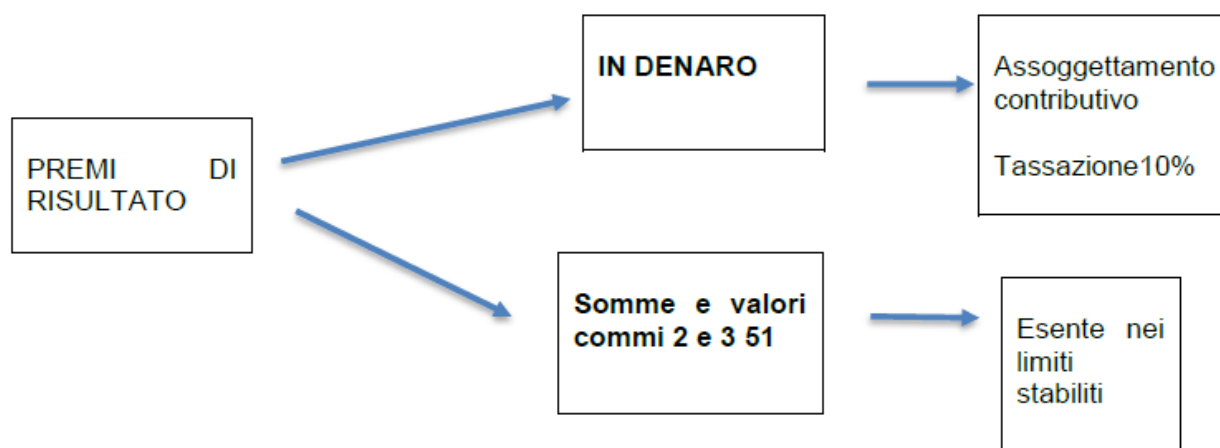 PREMI DI
RISULTATO
IN DENARO
Assoggettamento
contributivo
Tassazione10%
Somme e valori
commi 2 e 3 51
Esente nei
limiti
stabiliti